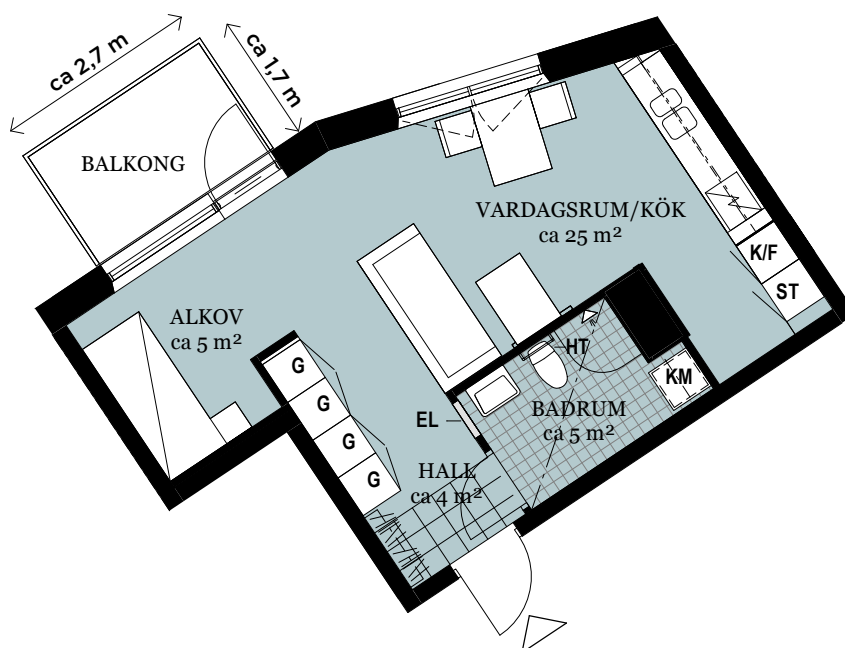 ca 2,7 m
ca 1,7 m
BALKONG
VARDAGSRUM/KÖK
ca 25 m²
K/F
ST
ALKOV
ca 5 m²
G
G
G
G
HT
KM
EL
BADRUM
ca 5 m²
HALL
ca 4 m²